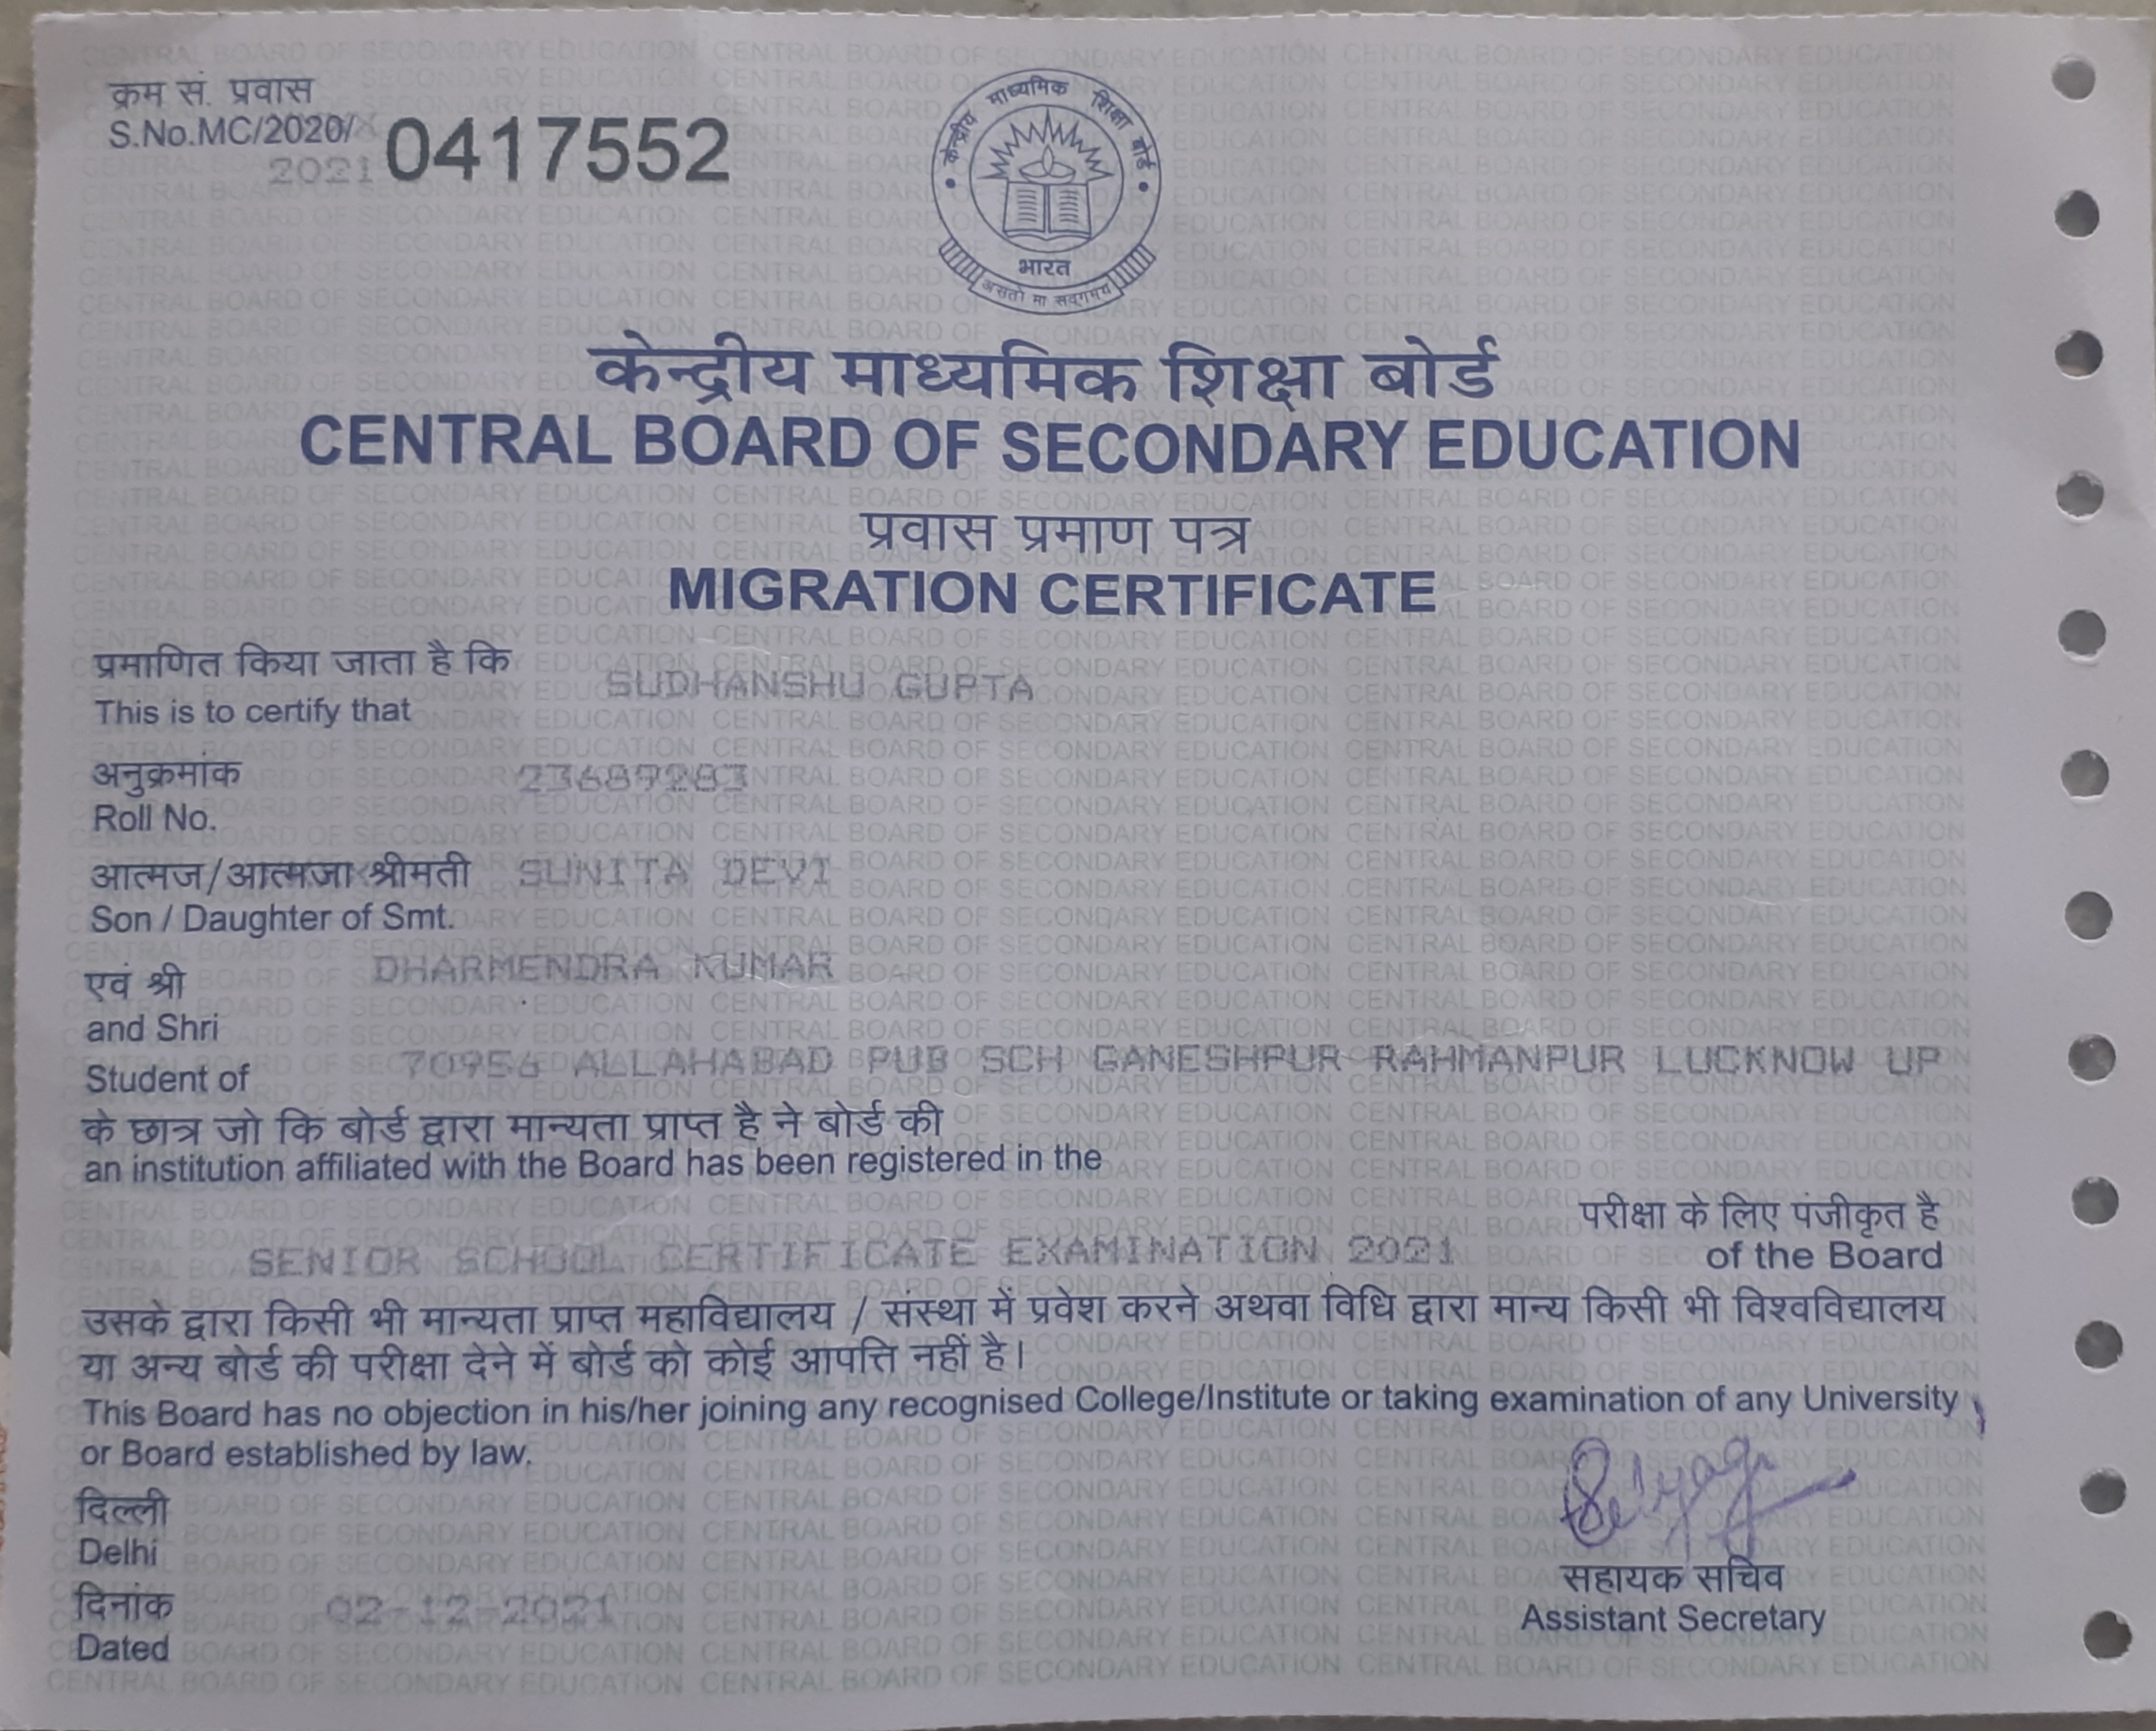 क्रम सं. प्रवास
S.No.MC/2020/
2021 0417552
केन्द्रीय माध्यमिक शिक्षा बोर्ड
भारत
असतो मा सद्गमय
केन्द्रीय माध्यमिक शिक्षा बोर्ड
CENTRAL BOARD OF SECONDARY EDUCATION
प्रवास प्रमाण पत्र
MIGRATION CERTIFICATE
प्रमाणित किया जाता है कि
SUDHANSHU GUPTA
This is to certify that
अनुक्रमांक
23689283
Roll No.
आत्मज/आत्मजा श्रीमती SUNITA DEVI
Son / Daughter of Smt.
DHARMENDRA KUMAR
एवं श्री
and Shri
Student of 70956 ALLAHABAD PUB SCH GANESHPUR RAHMANPUR LUCKNOW UP
के छात्र जो कि बोर्ड द्वारा मान्यता प्राप्त है ने बोर्ड की
an institution affiliated with the Board has been registered in the
परीक्षा के लिए पंजीकृत है
SENIOR SCHOOL CERTIFICATE EXAMINATION 2021 of the Board
उसके द्वारा किसी भी मान्यता प्राप्त महाविद्यालय / संस्था में प्रवेश करने अथवा विधि द्वारा मान्य किसी भी विश्वविद्यालय
या अन्य बोर्ड की परीक्षा देने में बोर्ड को कोई आपत्ति नहीं है।
This Board has no objection in his/her joining any recognised College/Institute or taking examination of any University
or Board established by law.
दिल्ली
Delhi
दिनांक
02-12-2021
Dated
सहायक सचिव
Assistant Secretary